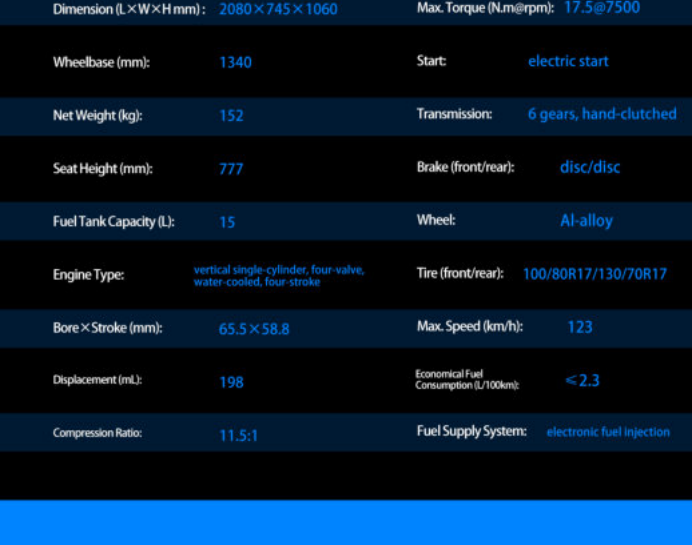 Dimension (L×W×H mm): 2080×745×1060
Max. Torque (N.m@rpm): 17.5@7500
Wheelbase (mm): 1340
Start: electric start
Net Weight (kg): 152
Transmission: 6 gears, hand-clutched
Seat Height (mm): 777
Brake (front/rear): disc/disc
Fuel Tank Capacity (L): 15
Wheel: Al-alloy
Engine Type: vertical single-cylinder, four-valve,
water-cooled, four-stroke
Tire (front/rear): 100/80R17/130/70R17
Bore×Stroke (mm): 65.5×58.8
Max. Speed (km/h): 123
Displacement (mL): 198
Economical Fuel
Consumption (L/100km): ≤2.3
Compression Ratio: 11.5:1
Fuel Supply System: electronic fuel injection